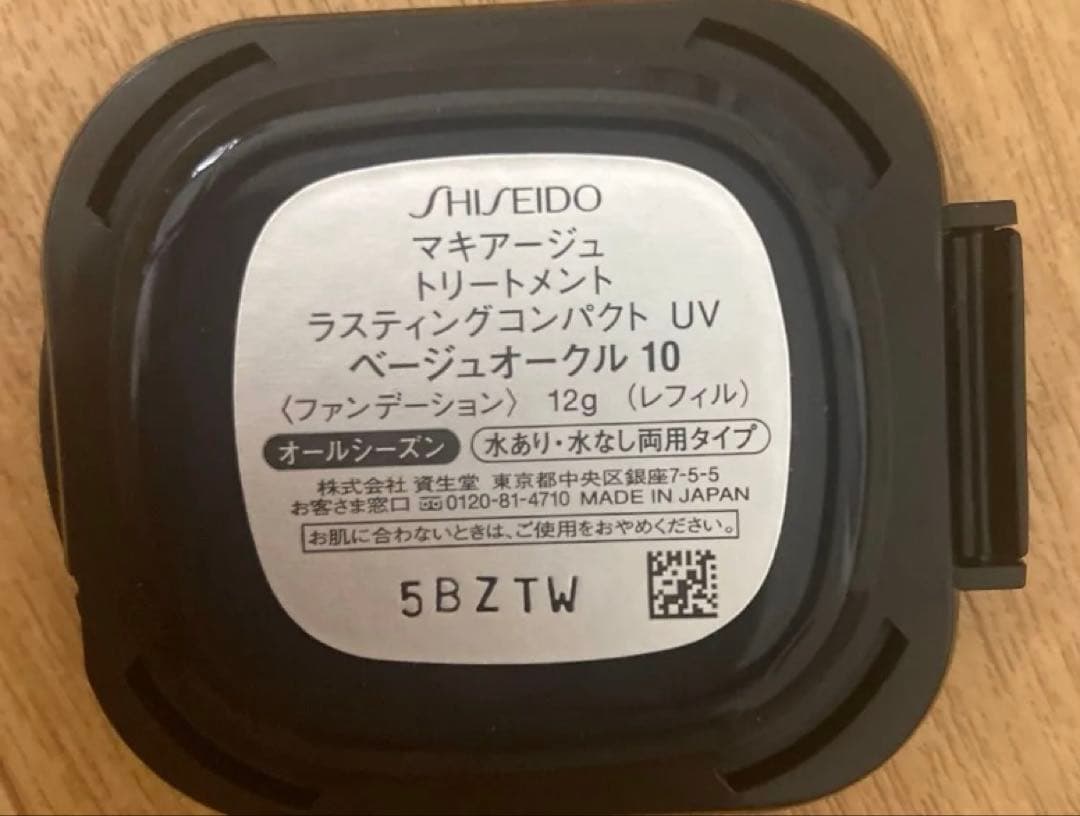 SHISEIDO
マキアージュ
トリートメント
ラスティングコンパクト UV
ベージュオークル 10
〈ファンデーション〉 12g （レフィル）
オールシーズン 水あり・水なし両用タイプ
株式会社 資生堂 東京都中央区銀座7-5-5
お客さま窓口 0120-81-4710 MADE IN JAPAN
お肌に合わないときは、ご使用をおやめください。
5BZTW